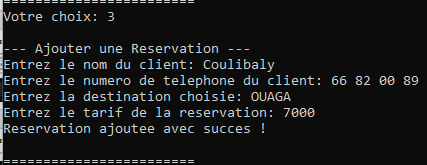 ========================
Votre choix: 3
--- Ajouter une Reservation ---
Entrez le nom du client: Coulibaly
Entrez le numero de telephone du client: 66 82 00 89
Entrez la destination choisie: OUAGA
Entrez le tarif de la reservation: 7000
Reservation ajoutee avec succes !
========================